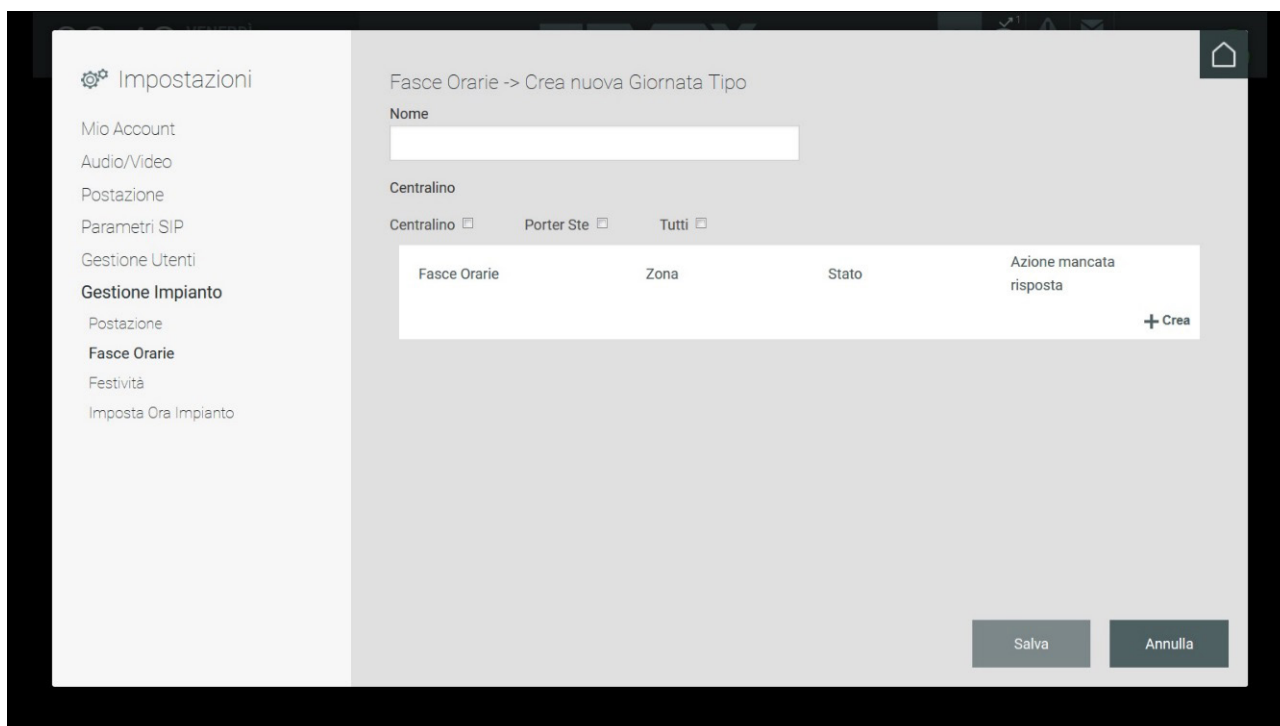 VENERDÌ
1
Impostazioni
Mio Account
Audio/Video
Postazione
Parametri SIP
Gestione Utenti
Gestione Impianto
Postazione
Fasce Orarie
Festività
Imposta Ora Impianto
Fasce Orarie -> Crea nuova Giornata Tipo
Nome
Centralino
Centralino Porter Ste Tutti
Fasce Orarie Zona Stato Azione mancata
risposta
+ Crea
Salva Annulla